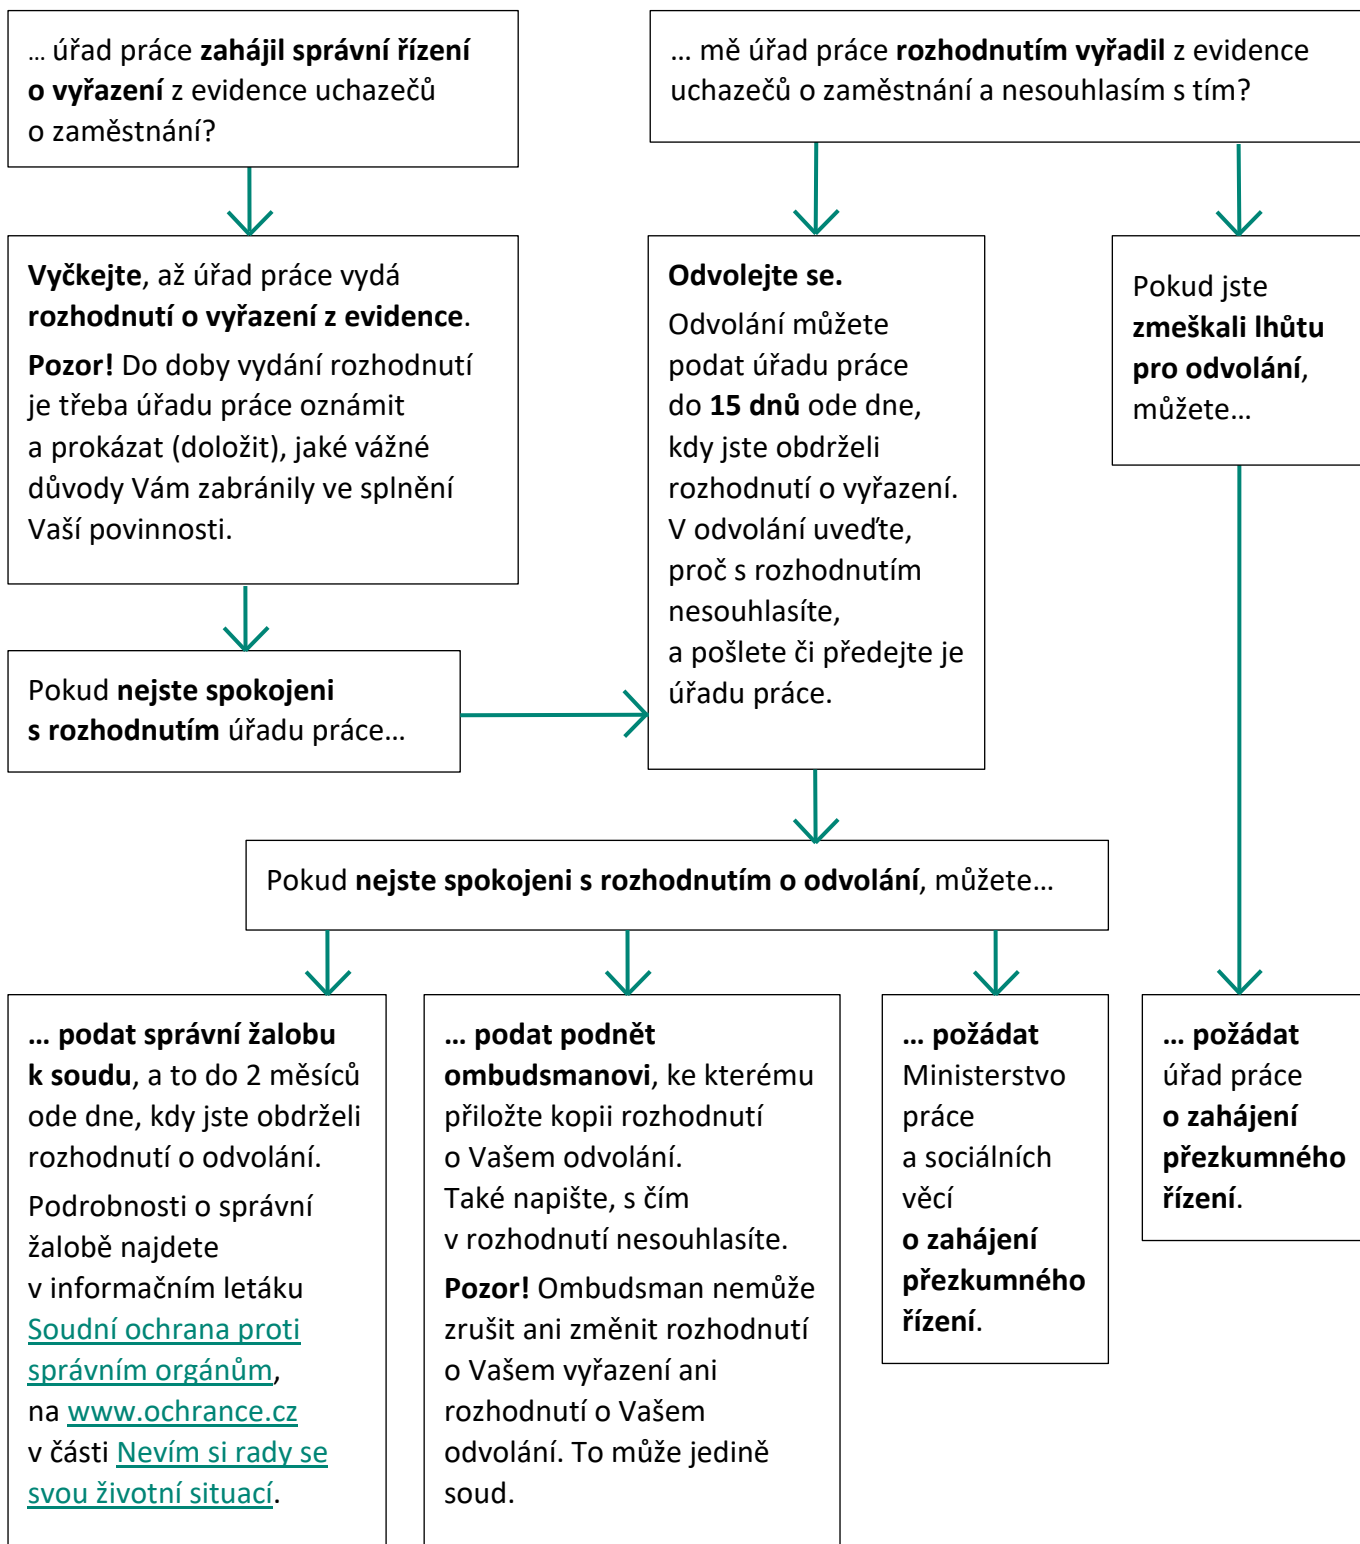 … úřad práce zahájil správní řízení
o vyřazení z evidence uchazečů
o zaměstnání?
… mě úřad práce rozhodnutím vyřadil z evidence
uchazečů o zaměstnání a nesouhlasím s tím?
Vyčkejte, až úřad práce vydá
rozhodnutí o vyřazení z evidence.
Pozor! Do doby vydání rozhodnutí
je třeba úřadu práce oznámit
a prokázat (doložit), jaké vážné
důvody Vám zabránily ve splnění
Vaší povinnosti.
Odvolejte se.
Odvolání můžete
podat úřadu práce
do 15 dnů ode dne,
kdy jste obdrželi
rozhodnutí o vyřazení.
V odvolání uveďte,
proč s rozhodnutím
nesouhlasíte,
a pošlete či předejte je
úřadu práce.
Pokud jste
zmeškali lhůtu
pro odvolání,
můžete…
Pokud nejste spokojeni
s rozhodnutím úřadu práce…
Pokud nejste spokojeni s rozhodnutím o odvolání, můžete…
… podat správní žalobu
k soudu, a to do 2 měsíců
ode dne, kdy jste obdrželi
rozhodnutí o odvolání.
Podrobnosti o správní
žalobě najdete
v informačním letáku
Soudní ochrana proti
správním orgánům,
na www.ochrance.cz
v části Nevím si rady se
svou životní situací.
… podat podnět
ombudsmanovi, ke kterému
přiložte kopii rozhodnutí
o Vašem odvolání.
Také napište, s čím
v rozhodnutí nesouhlasíte.
Pozor! Ombudsman nemůže
zrušit ani změnit rozhodnutí
o Vašem vyřazení ani
rozhodnutí o Vašem
odvolání. To může jedině
soud.
… požádat
Ministerstvo
práce
a sociálních
věcí
o zahájení
přezkumného
řízení.
… požádat
úřad práce
o zahájení
přezkumného
řízení.